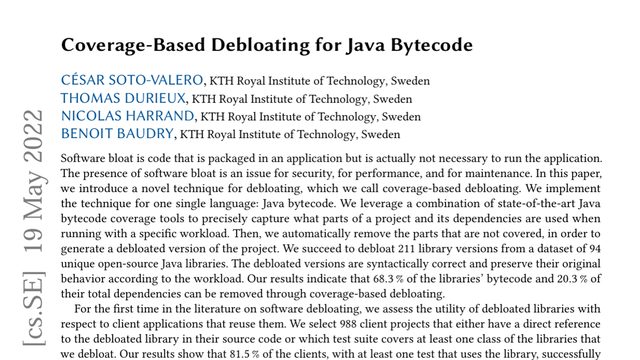 Coverage-Based Debloating for Java Bytecode
CÉSAR SOTO-VALERO, KTH Royal Institute of Technology, Sweden
THOMAS DURIEUX, KTH Royal Institute of Technology, Sweden
NICOLAS HARRAND, KTH Royal Institute of Technology, Sweden
BENOIT BAUDRY, KTH Royal Institute of Technology, Sweden
Software bloat is code that is packaged in an application but is actually not necessary to run the application.
The presence of software bloat is an issue for security, for performance, and for maintenance. In this paper,
we introduce a novel technique for debloating, which we call coverage-based debloating. We implement
the technique for one single language: Java bytecode. We leverage a combination of state-of-the-art Java
bytecode coverage tools to precisely capture what parts of a project and its dependencies are used when
running with a specific workload. Then, we automatically remove the parts that are not covered, in order to
generate a debloated version of the project. We succeed to debloat 211 library versions from a dataset of 94
unique open-source Java libraries. The debloated versions are syntactically correct and preserve their original
behavior according to the workload. Our results indicate that 68.3 % of the libraries' bytecode and 20.3 % of
their total dependencies can be removed through coverage-based debloating.
For the first time in the literature on software debloating, we assess the utility of debloated libraries with
respect to client applications that reuse them. We select 988 client projects that either have a direct reference
to the debloated library in their source code or which test suite covers at least one class of the libraries that
we debloat. Our results show that 81.5 % of the clients, with at least one test that uses the library, successfully
[cs.SE] 19 May 2022